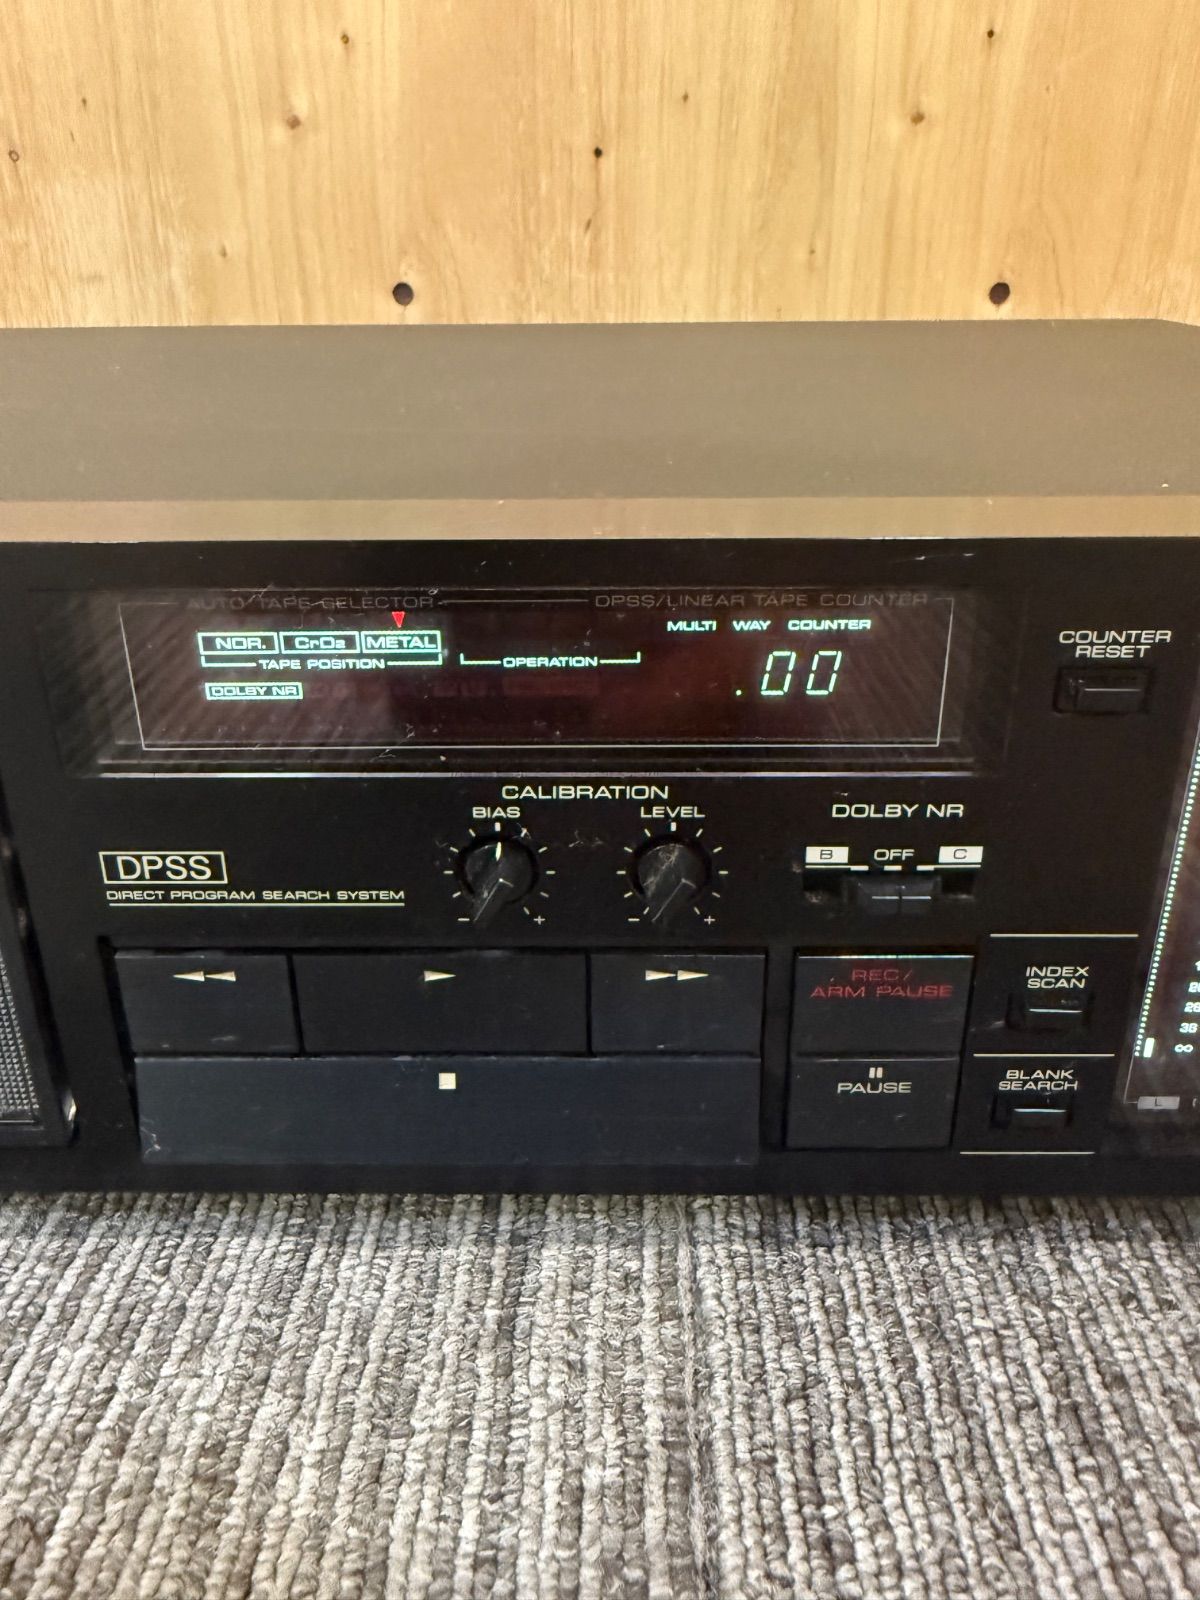 AUTO TAPE SELECTOR
DPSS/LINEAR TAPE COUNTER
MULTI WAY COUNTER
NOR. CrO2 METAL
TAPE POSITION
OPERATION
.00
DOLBY NR
COUNTER
RESET
CALIBRATION
BIAS
LEVEL
DOLBY NR
B OFF C
DPSS
DIRECT PROGRAM SEARCH SYSTEM
- +
- +
REC/
ARM PAUSE
PAUSE
INDEX
SCAN
BLANK
SEARCH
∞
L